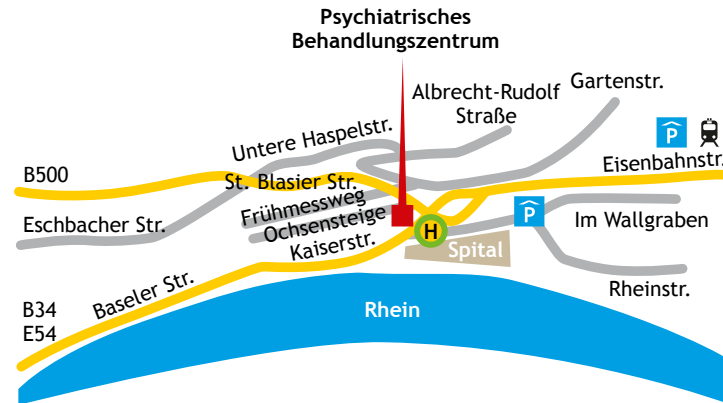 Psychiatrisches
Behandlungszentrum
Gartenstr.
Albrecht-Rudolf
Straße
Untere Haspelstr.
P
Eisenbahnstr.
B500
St. Blasier Str.
Frühmessweg
P
Eschbacher Str.
Ochsensteige
Im Wallgraben
H
Kaiserstr.
Spital
Baseler Str.
Rheinstr.
B34
E54
Rhein